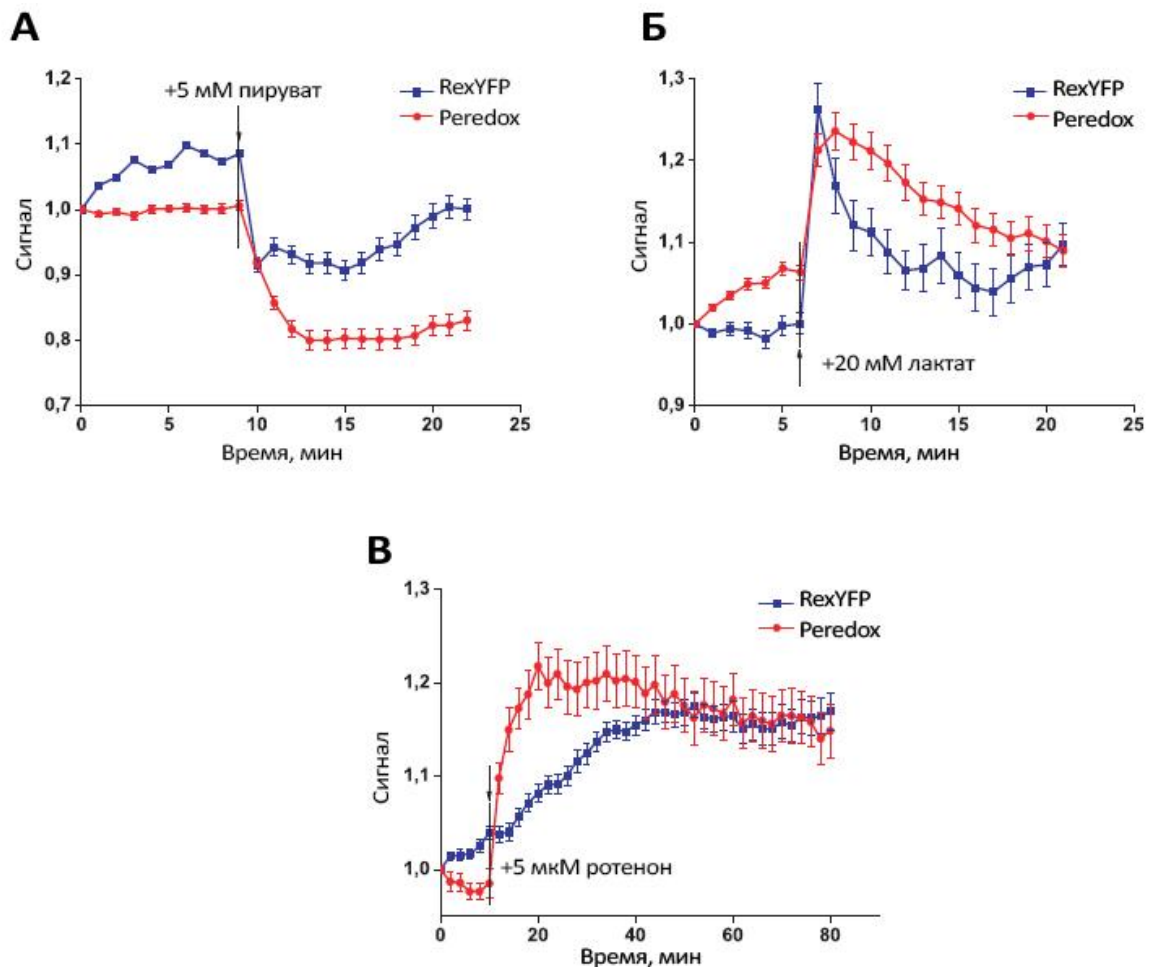 А
Сигнал
1,2
1,1
1,0
0,9
0,8
0,7
+5 мМ пируват
RexYFP
Peredox
0
5
10
15
20
25
Время, мин
Б
Сигнал
1,3
1,2
1,1
1,0
0,9
RexYFP
Peredox
+20 мМ лактат
0
5
10
15
20
25
Время, мин
В
Сигнал
1,3
1,2
1,1
1,0
RexYFP
Peredox
+5 мкМ ротенон
0
20
40
60
80
Время, мин